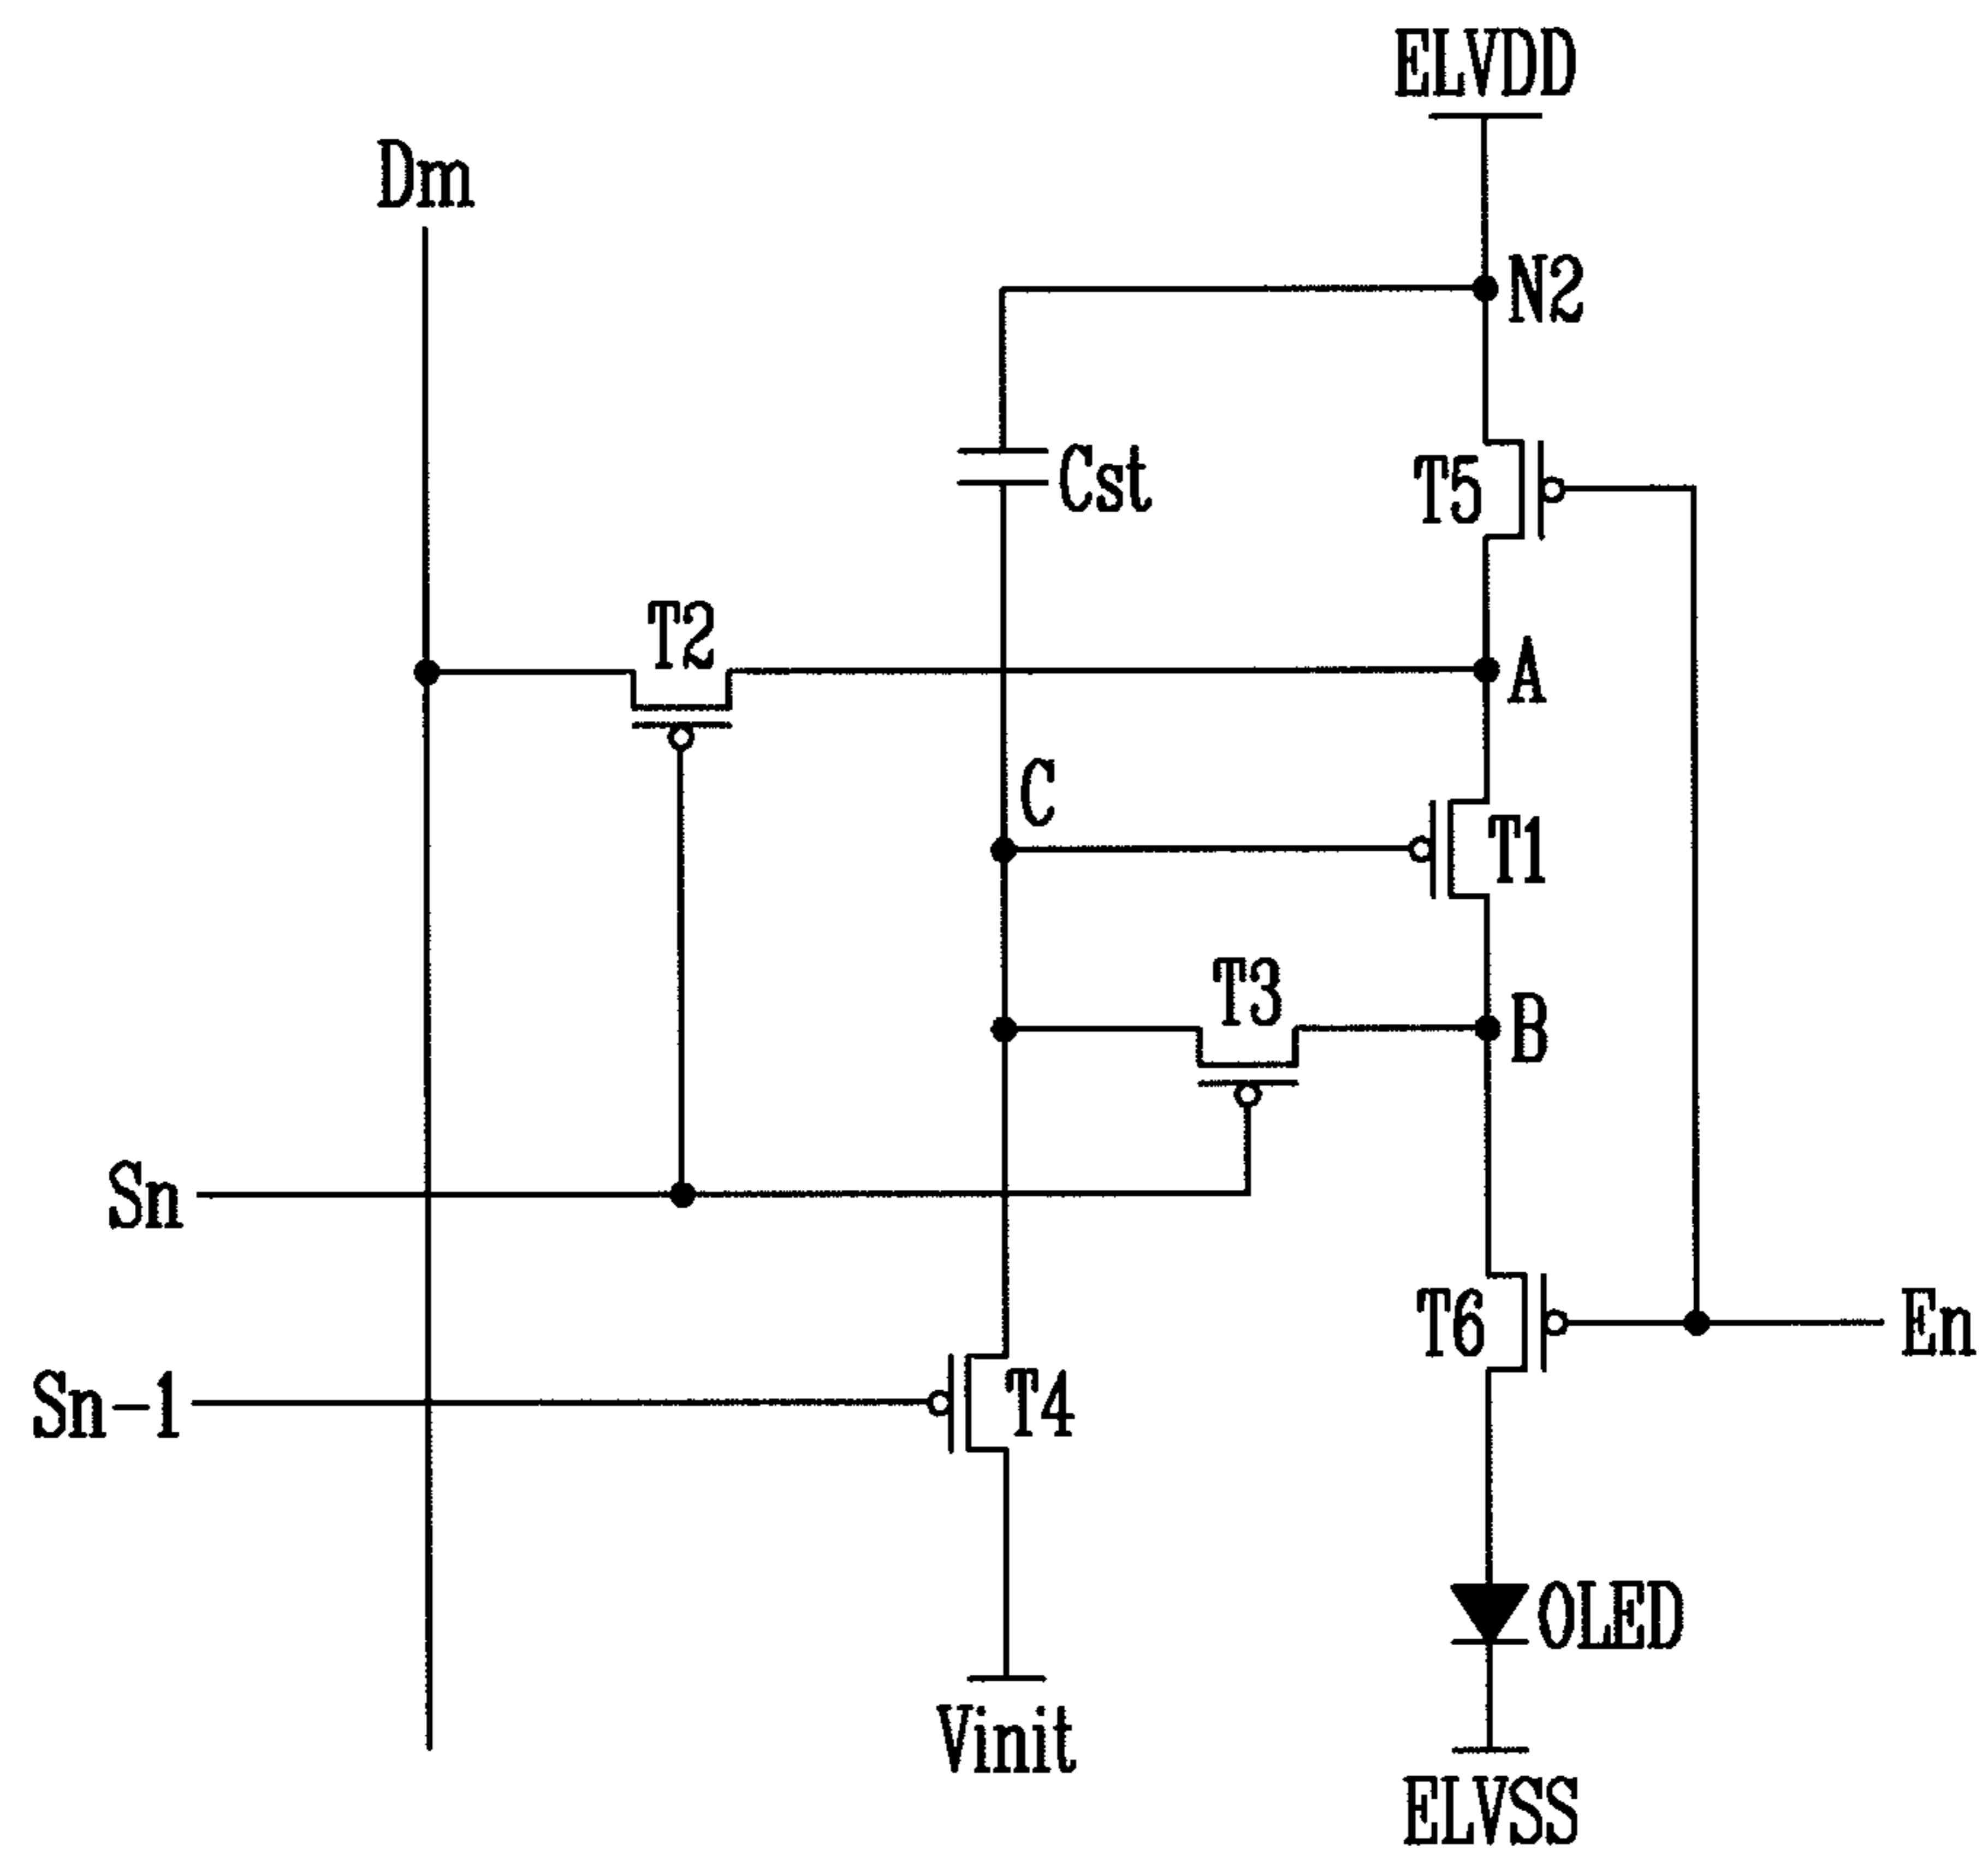 ELVDD
Dm
N2
Cst
T5
T2
A
C
T1
T3
B
Sn
T6
En
Sn-1
T4
OLED
Vinit
ELVSS